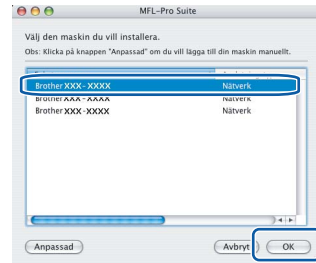 MFL-Pro Suite
Välj den maskin du vill installera.
Obs: Klicka på knappen "Anpassad" om du vill lägga till din maskin manuellt.
Brother XXX-XXXX Nätverk
Brother XXX-XXXX Nätverk
Brother XXX-XXXX Nätverk
Anpassad Avbryt OK